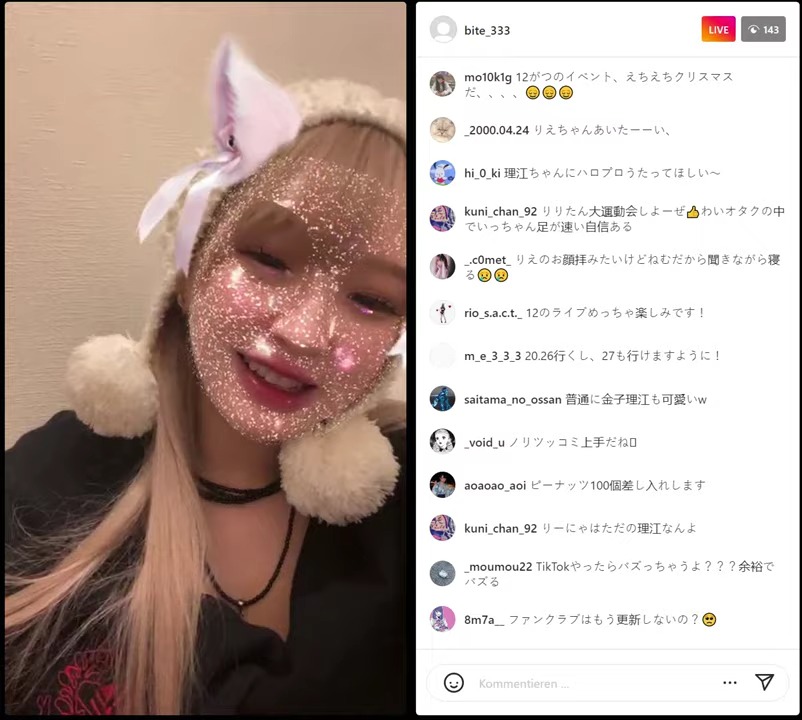 bite_333
LIVE
143
mo10k1g 12がつのイベント、えちえちクリスマス
だ、、、、😔😔😔
_2000.04.24 りえちゃんあいたーーい、
hi_0_ki 理江ちゃんにハロプロうたってほしい〜
kuni_chan_92 りりたん大運動会しよーぜ👍わいオタクの中
でいっちゃん足が速い自信ある
_.c0met_ りえのお顔拝みたいけどねむだから聞きながら寝
る😥😥
rio_s.a.c.t._ 12のライブめっちゃ楽しみです！
m_e_3_3_3 20.26行くし、27も行けますように！
saitama_no_ossan 普通に金子理江も可愛いw
_void_u ノリツッコミ上手だね▯
aoaoao_aoi ピーナッツ100個差し入れします
kuni_chan_92 りーにゃはただの理江なんよ
_moumou22 TikTokやったらバズっちゃうよ？？？余裕で
バズる
8m7a__ ファンクラブはもう更新しないの？🥺
Kommentieren ...